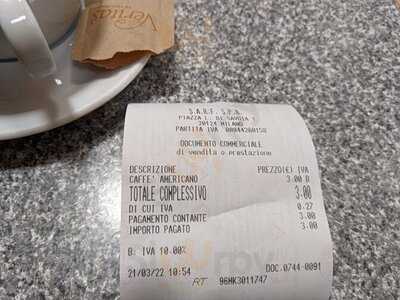 Veritas
S.A.R.F. S.P.A.
PIAZZA L. DI SAVOIA 1
20124 MILANO
PARTITA IVA 00944260150
DOCUMENTO COMMERCIALE
di vendita o prestazione
DESCRIZIONE PREZZO(€) IVA
CAFFE' AMERICANO 3.00 B
TOTALE COMPLESSIVO 3.00
DI CUI IVA 0.27
PAGAMENTO CONTANTE 3.00
IMPORTO PAGATO 3.00
B: IVA 10.00%
21/03/22 10:54 DOC.0744-0091
RT 96MK3011747